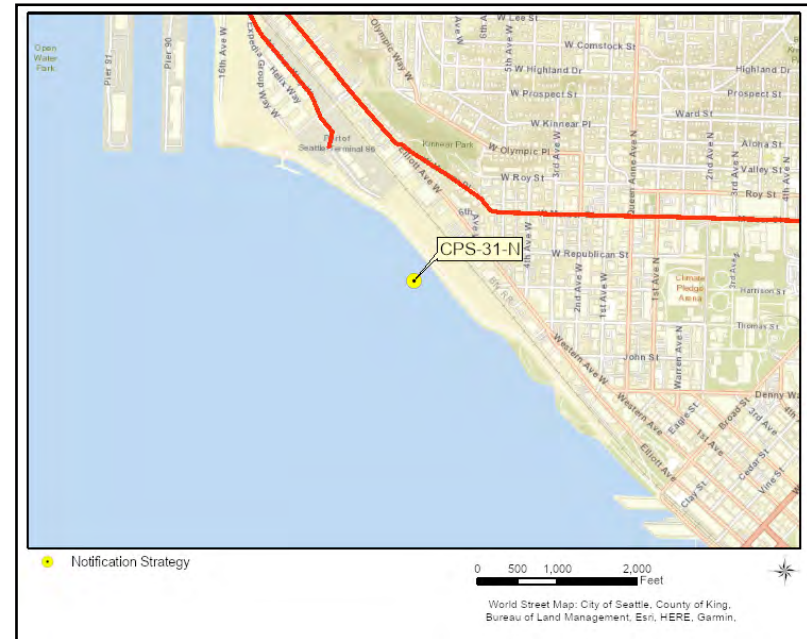 Open
Water
Park
Pier 91
Pier 90
16th Ave W
Expedia Group Way W
Helix Way
Port of
Seattle Terminal 86
Olympic Way W
W Lee St
5th Ave W
W Comstock St
W Highland Dr
Highland Dr
W Prospect St
Prospect St
Ward St
W Kinnear Pl
Kinnear Park
W Olympic Pl
Aloha St
Valley St
W Roy St
Roy St
3rd Ave W
Queen Anne Ave N
2nd Ave N
3rd Ave N
4th Ave N
Elliott Ave W
4th Ave W
W Republican St
CPS-31-N
2nd Ave W
1st Ave W
1st Ave N
Climate
Pledge
Arena
3rd Ave
Harrison St
Thomas St
Warren Ave N
John St
Western Ave W
Denny Wa
Western Ave
Eagle St
Broad St
3rd Ave
1st Ave
Cedar St
Vine St
Elliott Ave
Clay St
Notification Strategy
0 500 1,000 2,000
Feet
World Street Map: City of Seattle, County of King,
Bureau of Land Management, Esri, HERE, Garmin,